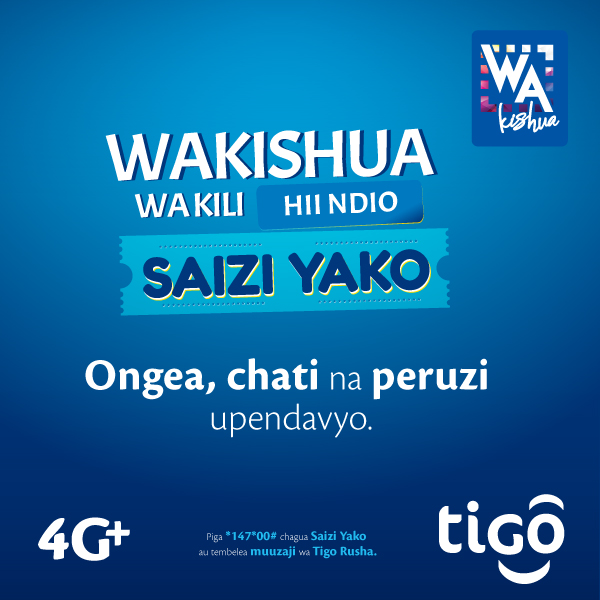 WA
kishua
WAKISHUA
WA KILI HII NDIO
SAIZI YAKO
Ongea, chati na peruzi
upendavyo.
4G+
Piga *147*00# chagua Saizi Yako
au tembelea muuzaji wa Tigo Rusha.
tigo